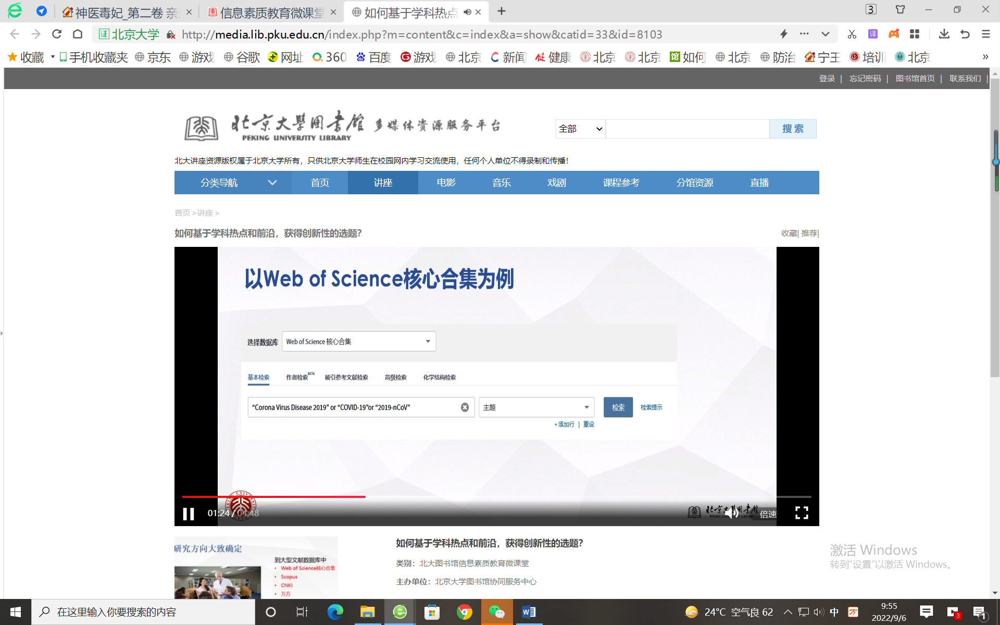 神医毒妃_第二卷 亲
信息素质教育微课堂
如何基于学科热点
3
证 北京大学
http://media.lib.pku.edu.cn/index.php?m=content&c=index&a=show&catid=33&id=8103
译
收藏 手机收藏夹 京东 游戏 谷歌 网址 360 百度 游戏 北京 新闻 健康 北京 北京 馆 如何 北京 防治 宁王 培训 北京 »
登录 | 忘记密码 | 图书馆首页 | 联系我们 |
北京大學圖書館 多媒体资源服务平台
PEKING UNIVERSITY LIBRARY
全部 搜 索
北大讲座资源版权属于北京大学所有，只供北京大学师生在校园网内学习交流使用，任何个人单位不得录制和传播!
分类导航 首页 讲座 电影 音乐 戏剧 课程参考 分馆资源 直播
首页 >讲座 >
如何基于学科热点和前沿，获得创新性的选题?
收藏| 推荐|
以Web of Science核心合集为例
选择数据库 Web of Science 核心合集
基本检索 作者检索BETA 被引参考文献检索 高级检索 化学结构检索
“Corona Virus Disease 2019” or “COVID-19”or “2019-nCoV” 主题 检索 检索提示
+添加行 | 重设
01:24 / 04:48
北京大學圖書館
倍速
研究方向大致确定
到大型文献数据库中
• Web of Science核心合集
• Scopus
• CNKI
• 万方
如何基于学科热点和前沿，获得创新性的选题?
类别：北大图书馆信息素质教育微课堂
主办单位：北京大学图书馆协同服务中心
激活 Windows
转到“设置”以激活 Windows。
在这里输入你要搜索的内容
24°C 空气良 62
中
9:55
2022/9/6
3
1